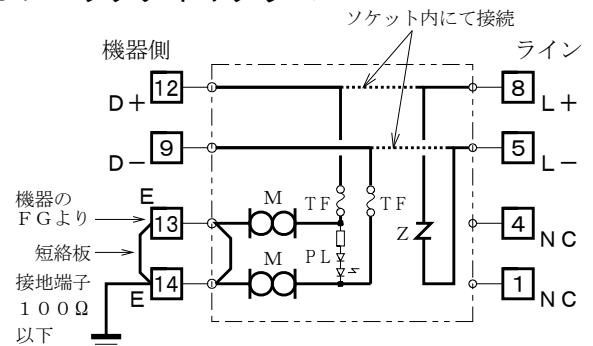 ソケット内にて接続
機器側
ライン
12
8
D+
L+
9
5
D−
L−
機器の
FGより
E
13
M
TF
TF
Z
4
NC
短絡板
PL
M
接地端子
100Ω
以下
14
E
1
NC